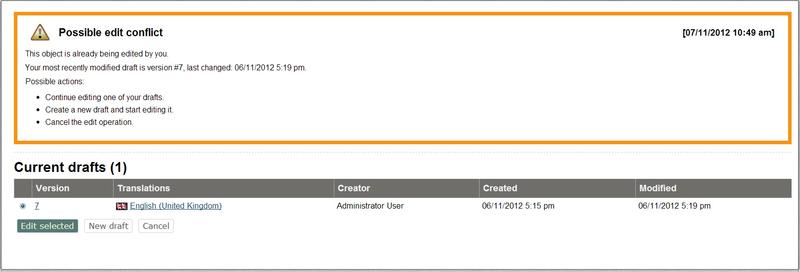 Possible edit conflict [07/11/2012 10:49 am]
This object is already being edited by you.
Your most recently modified draft is version #7, last changed: 06/11/2012 5:19 pm.
Possible actions:
Continue editing one of your drafts.
Create a new draft and start editing it.
Cancel the edit operation.
Current drafts (1)
Version Translations Creator Created Modified
7 English (United Kingdom) Administrator User 06/11/2012 5:15 pm 06/11/2012 5:19 pm
Edit selected New draft Cancel